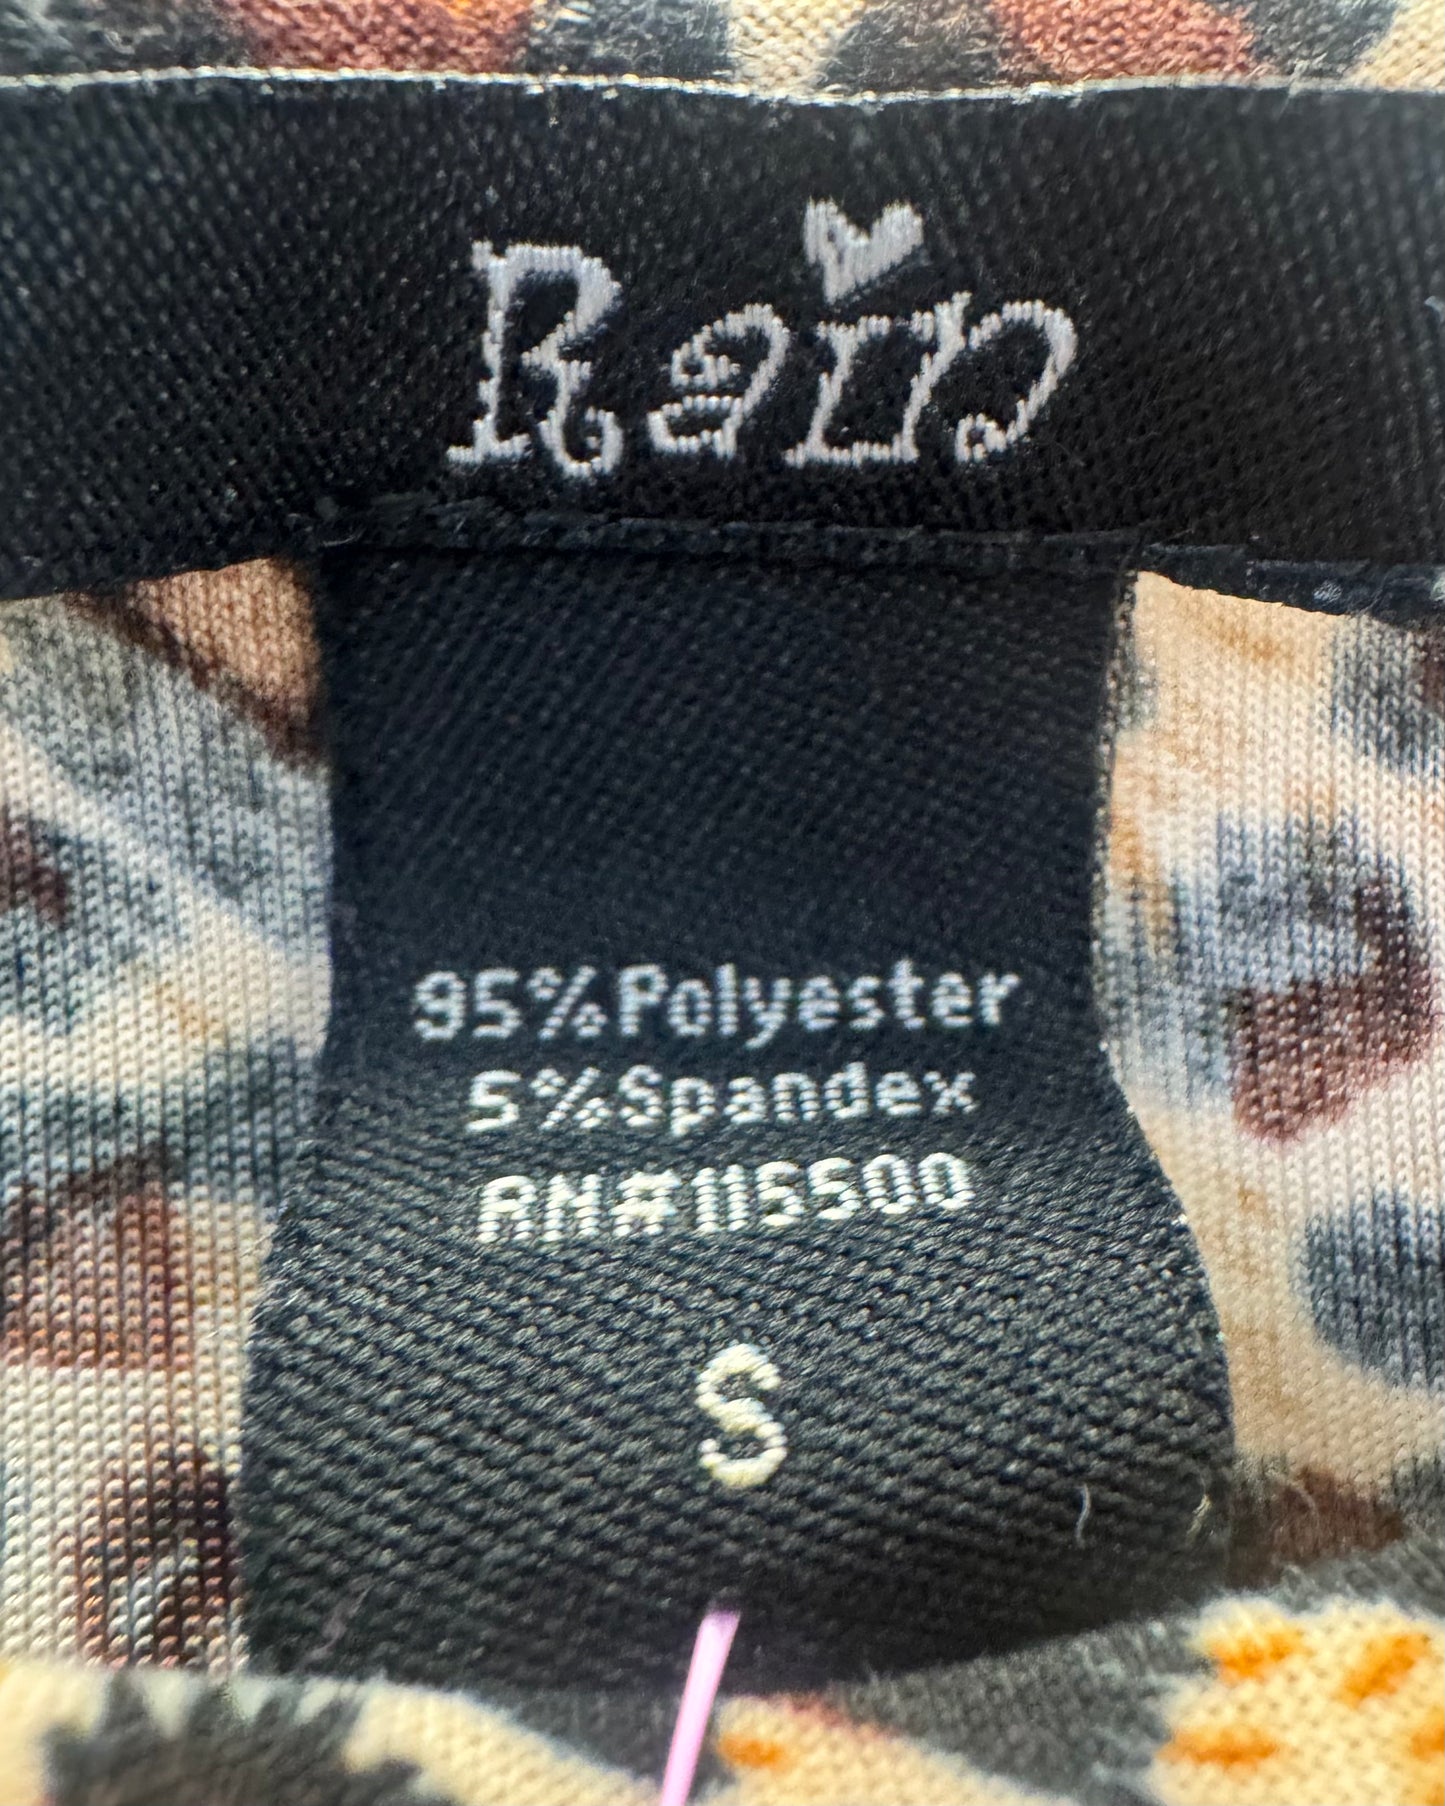 Rain
95%Polyester
5%Spandex
RN#115500
S